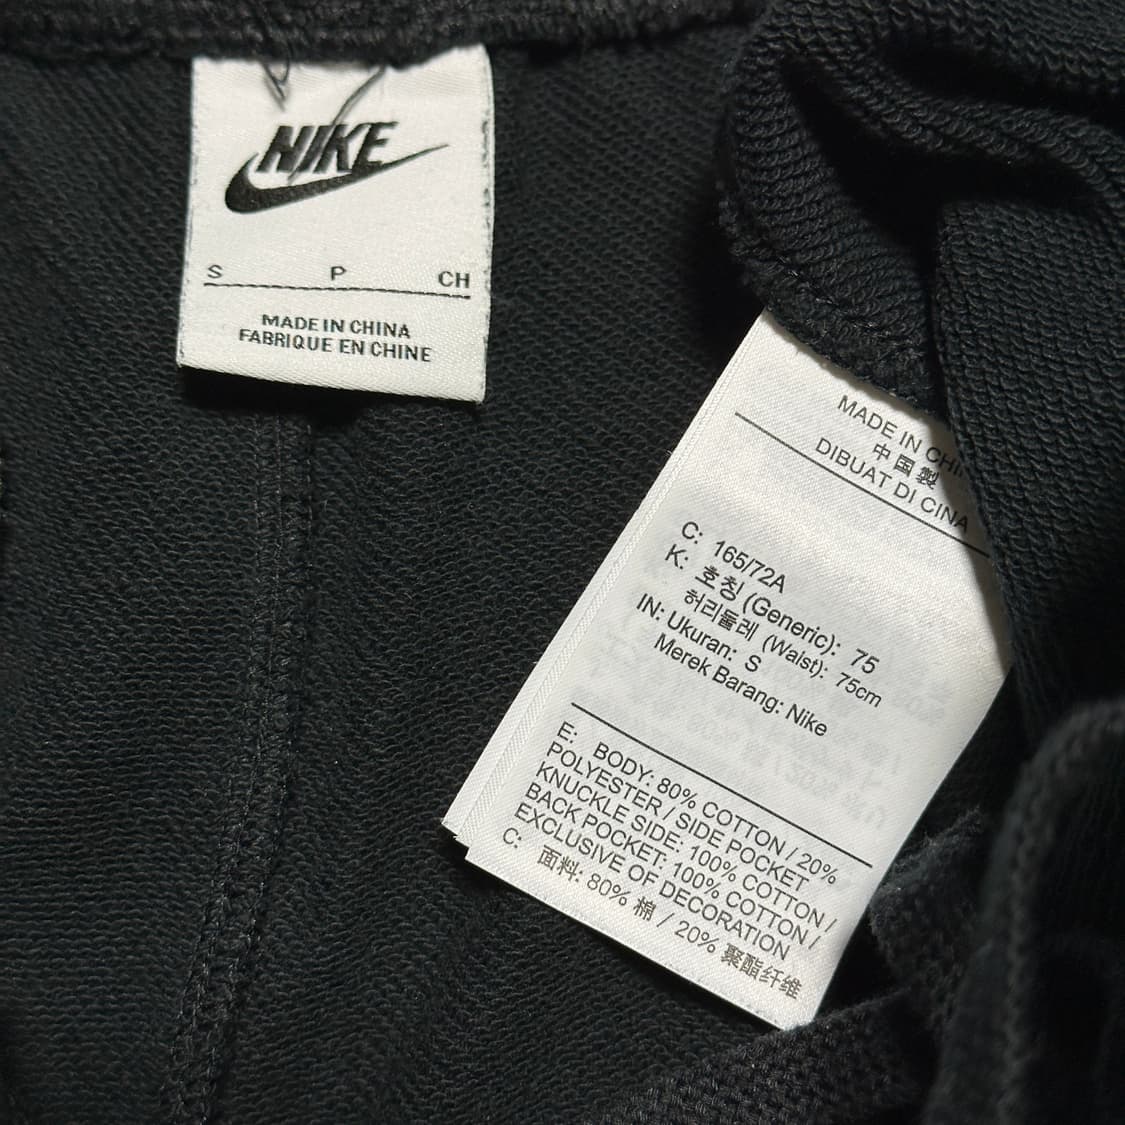 NIKE
S P CH
MADE IN CHINA
FABRIQUE EN CHINE
MADE IN
中国製
DIBUAT DI CINA
C: 165/72A
K: 호칭 (Generic): 75
허리둘레 (Waist): 75cm
IN: Ukuran: S
Merek Barang: Nike
E: BODY: 80% COTTON / 20%
POLYESTER / SIDE POCKET
KNUCKLE SIDE: 100% COTTON /
BACK POCKET: 100% COTTON /
EXCLUSIVE OF DECORATION
C: 面料: 80% 棉 / 20% 聚酯纤维